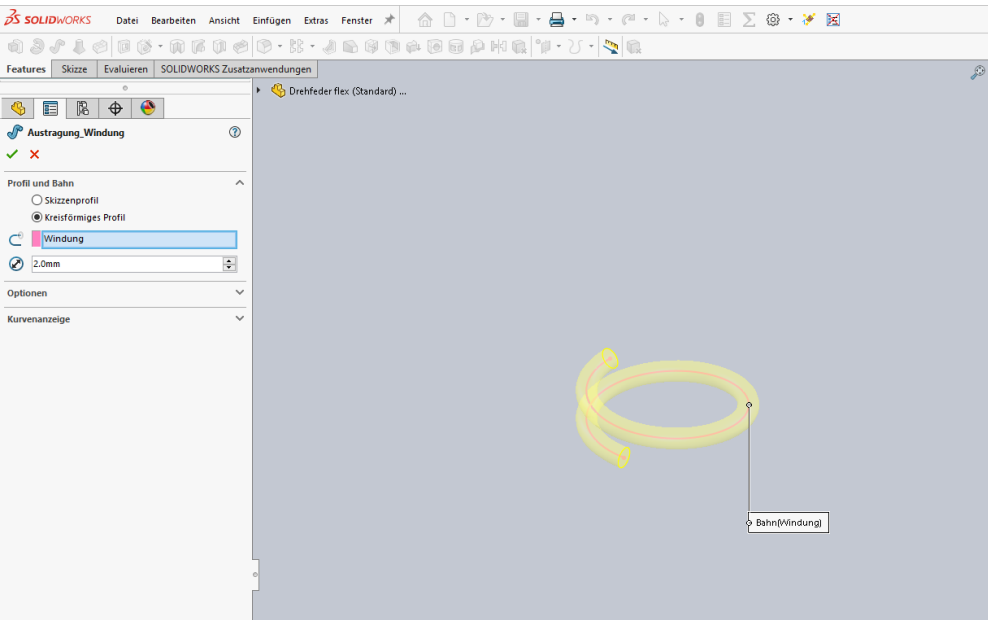 SOLIDWORKS Datei Bearbeiten Ansicht Einfügen Extras Fenster
Features Skizze Evaluieren SOLIDWORKS Zusatzanwendungen
Drehfeder flex (Standard) ...
Austragung_Windung
Profil und Bahn
Skizzenprofil
Kreisförmiges Profil
Windung
2.0mm
Optionen
Kurvenanzeige
Bahn(Windung)